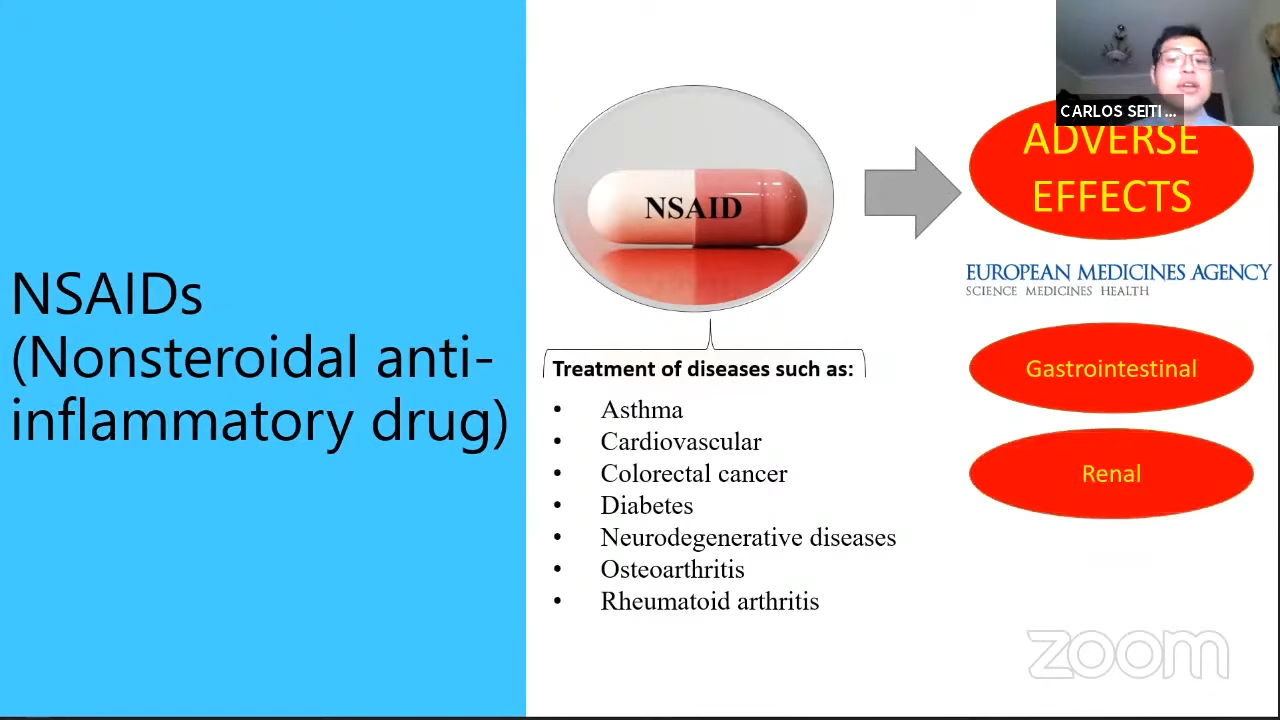 NSAIDs
(Nonsteroidal anti-
inflammatory drug)
NSAID
Treatment of diseases such as:
• Asthma
• Cardiovascular
• Colorectal cancer
• Diabetes
• Neurodegenerative diseases
• Osteoarthritis
• Rheumatoid arthritis
CARLOS SEITI ...
ADVERSE
EFFECTS
EUROPEAN MEDICINES AGENCY
SCIENCE MEDICINES HEALTH
Gastrointestinal
Renal
zoom